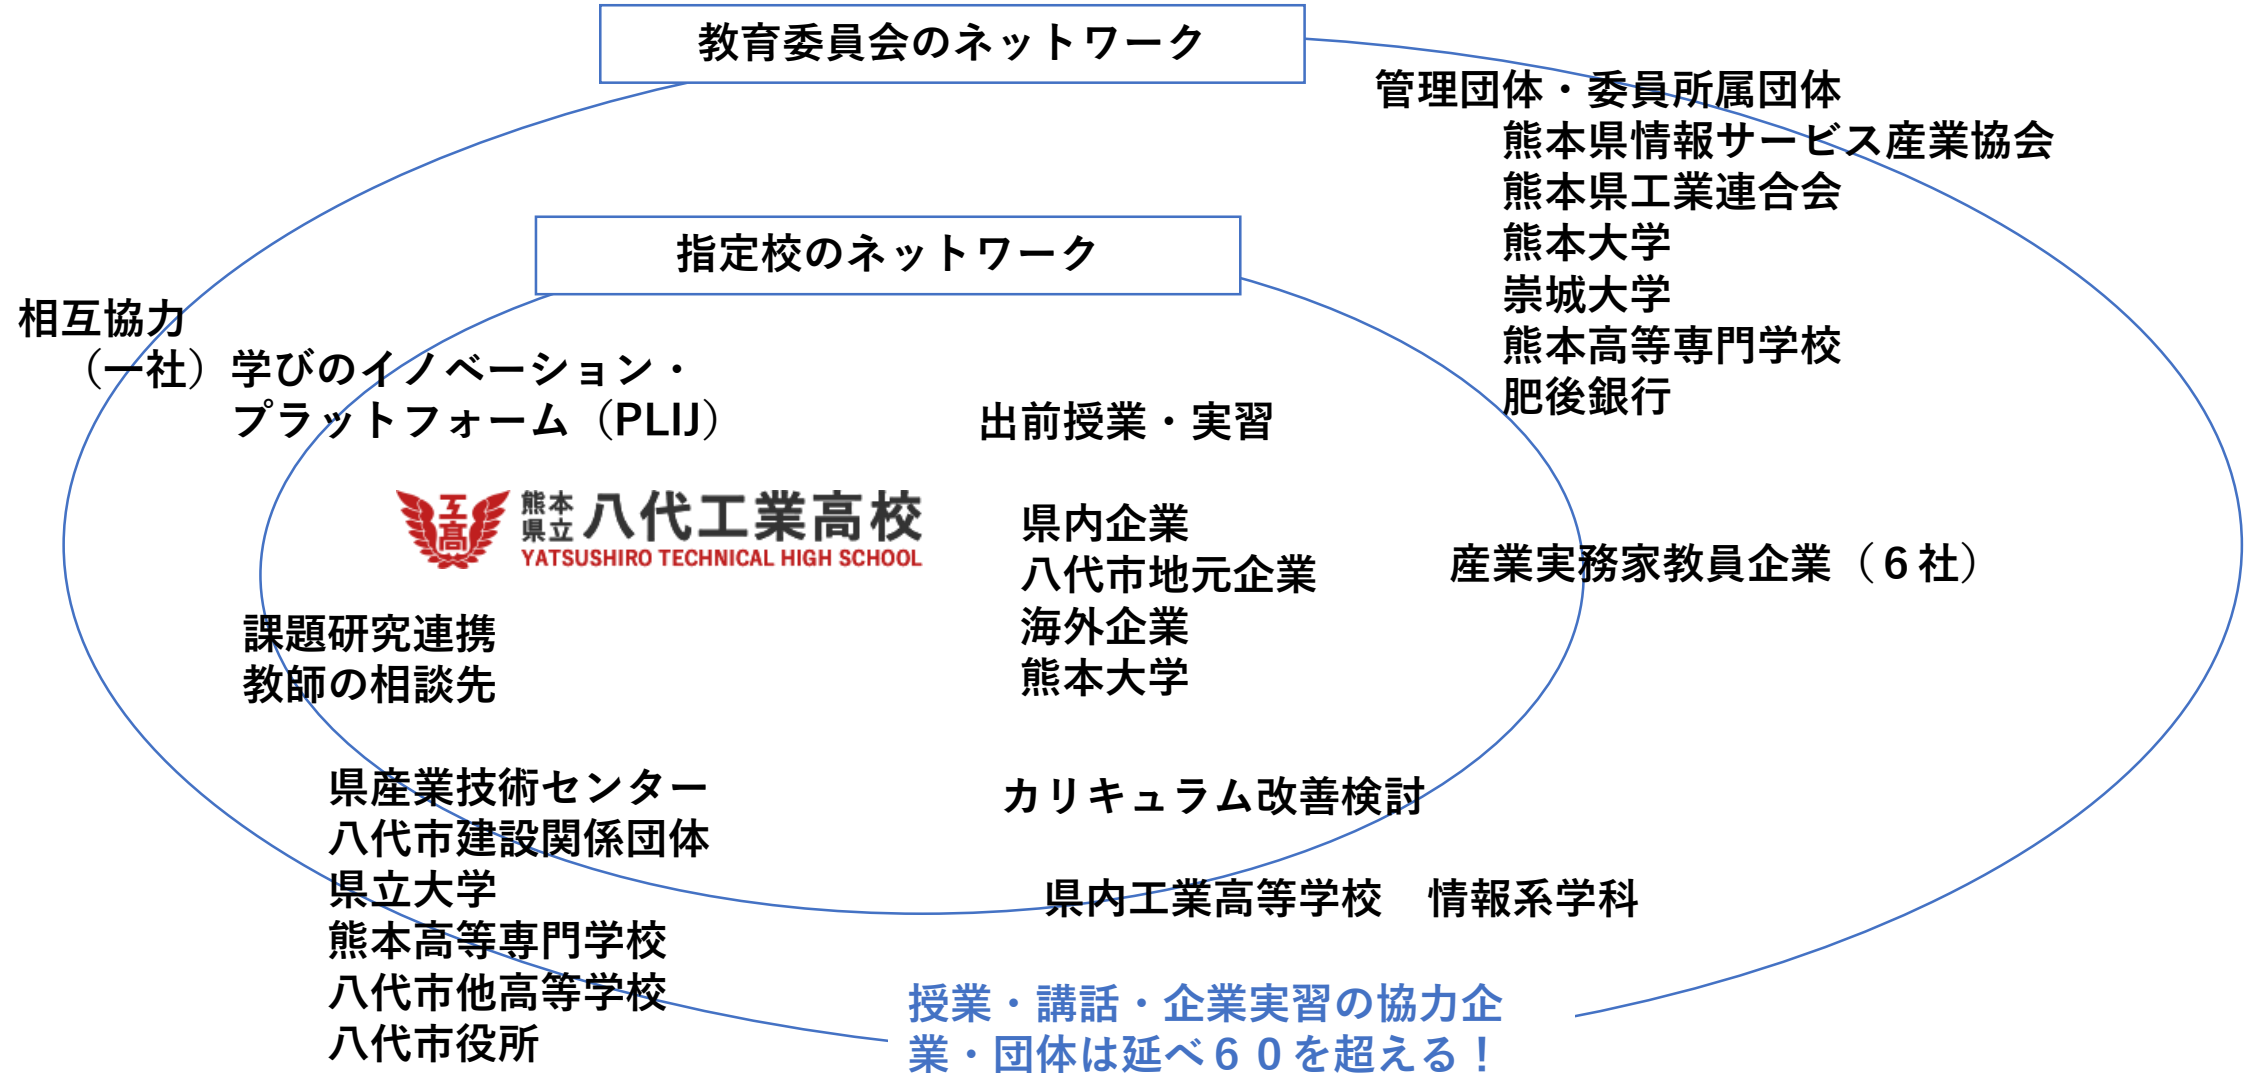 教育委員会のネットワーク
管理団体・委員所属団体
熊本県情報サービス産業協会
熊本県工業連合会
熊本大学
崇城大学
熊本高等専門学校
肥後銀行
指定校のネットワーク
相互協力
（一社）学びのイノベーション・
プラットフォーム（PLIJ）
出前授業・実習
県内企業
八代市地元企業
海外企業
熊本大学
工高
熊本県立 八代工業高校
YATSUSHIRO TECHNICAL HIGH SCHOOL
産業実務家教員企業（６社）
課題研究連携
教師の相談先
県産業技術センター
八代市建設関係団体
県立大学
熊本高等専門学校
八代市他高等学校
八代市役所
カリキュラム改善検討
県内工業高等学校　情報系学科
授業・講話・企業実習の協力企
業・団体は延べ６０を超える！